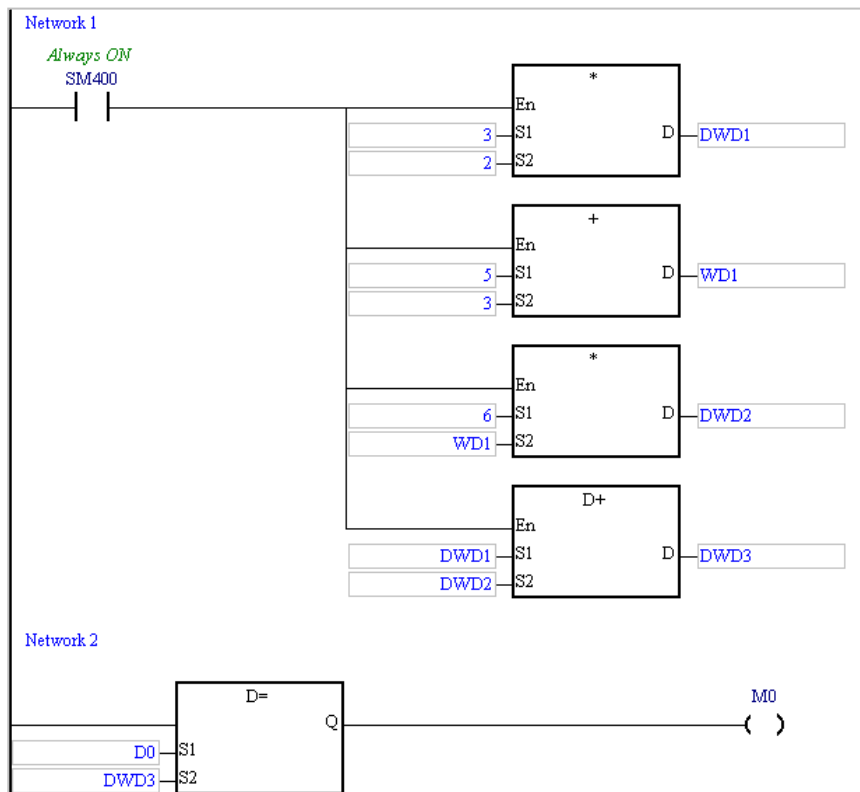 Network 1
Always ON
SM400
*
En
3 S1 D DWD1
2 S2
+
En
5 S1 D WD1
3 S2
*
En
6 S1 D DWD2
WD1 S2
D+
En
DWD1 S1 D DWD3
DWD2 S2
Network 2
D= M0
Q
D0 S1
DWD3 S2